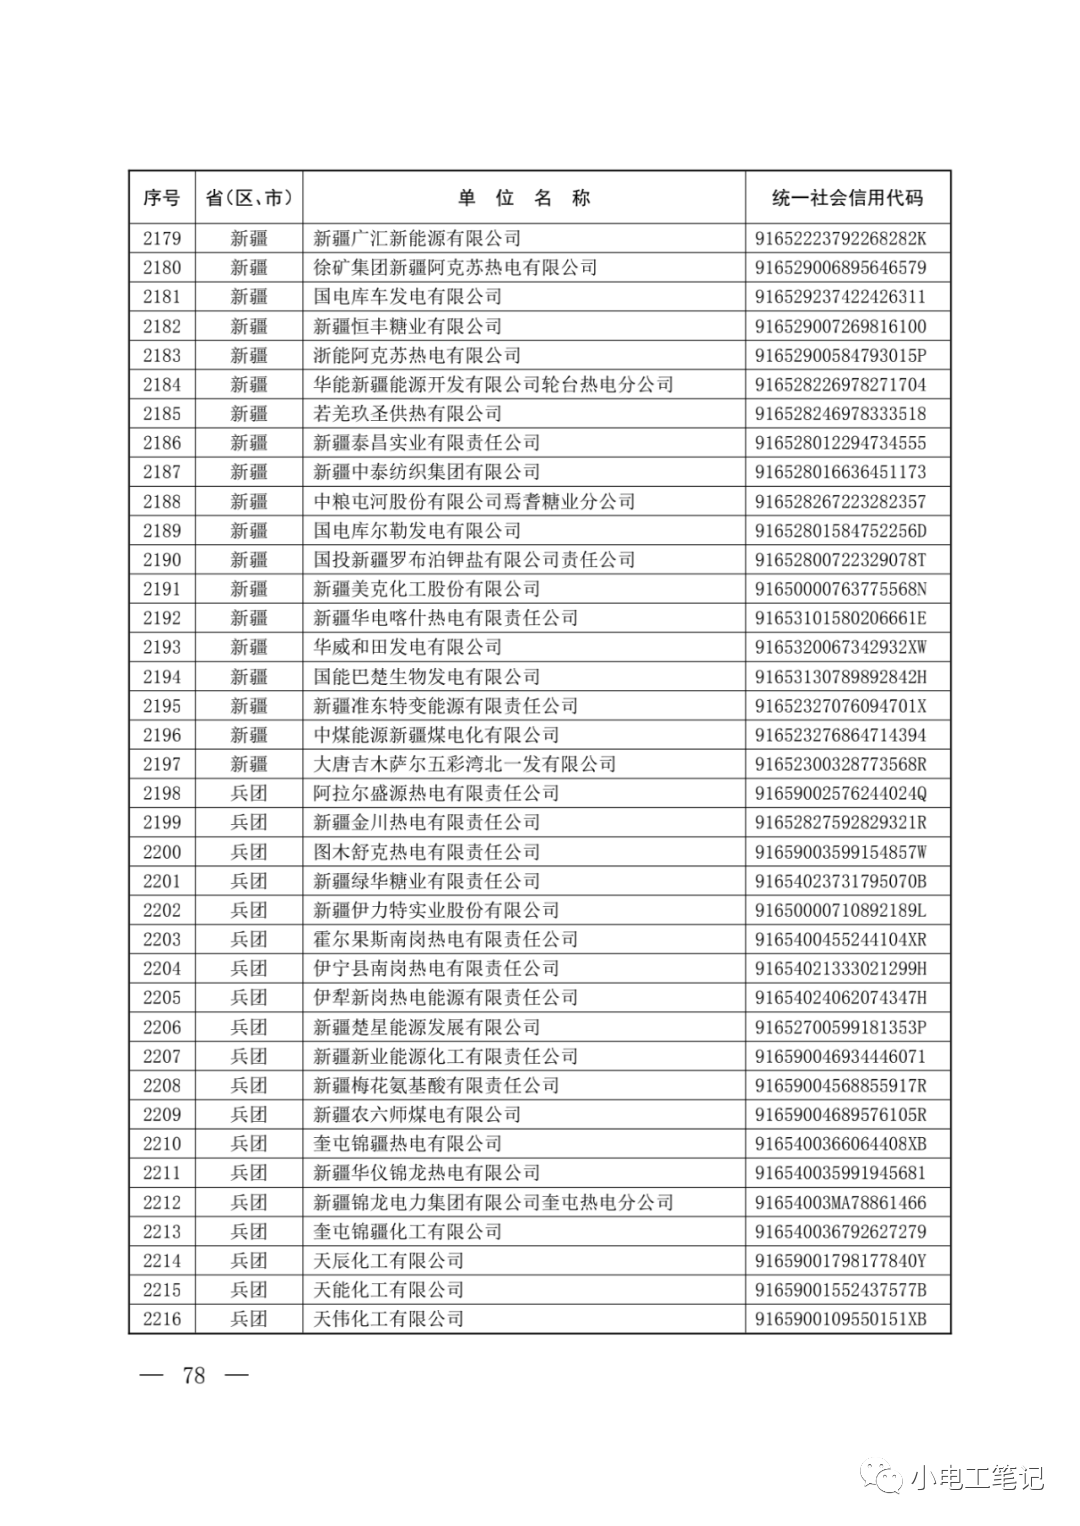 序号 省(区、市) 单位名称 统一社会信用代码
2179 新疆 新疆广汇新能源有限公司 91652223792268282K
2180 新疆 徐矿集团新疆阿克苏热电有限公司 916529006895646579
2181 新疆 国电库车发电有限公司 916529237422426311
2182 新疆 新疆恒丰糖业有限公司 916529007269816100
2183 新疆 浙能阿克苏热电有限公司 91652900584793015P
2184 新疆 华能新疆能源开发有限公司轮台热电分公司 916528226978271704
2185 新疆 若羌玖圣供热有限公司 916528246978333518
2186 新疆 新疆泰昌实业有限责任公司 916528012294734555
2187 新疆 新疆中泰纺织集团有限公司 916528016636451173
2188 新疆 中粮屯河股份有限公司焉耆糖业分公司 916528267223282357
2189 新疆 国电库尔勒发电有限公司 91652801584752256D
2190 新疆 国投新疆罗布泊钾盐有限公司责任公司 91652800722329078T
2191 新疆 新疆美克化工股份有限公司 91650000763775568N
2192 新疆 新疆华电喀什热电有限责任公司 91653101580206661E
2193 新疆 华威和田发电有限公司 9165320067342932XW
2194 新疆 国能巴楚生物发电有限公司 91653130789892842H
2195 新疆 新疆准东特变能源有限责任公司 91652327076094701X
2196 新疆 中煤能源新疆煤电化有限公司 916523276864714394
2197 新疆 大唐吉木萨尔五彩湾北一发有限公司 91652300328773568R
2198 兵团 阿拉尔盛源热电有限责任公司 91659002576244024Q
2199 兵团 新疆金川热电有限责任公司 91652827592829321R
2200 兵团 图木舒克热电有限责任公司 91659003599154857W
2201 兵团 新疆绿华糖业有限责任公司 91654023731795070B
2202 兵团 新疆伊力特实业股份有限公司 91650000710892189L
2203 兵团 霍尔果斯南岗热电有限责任公司 9165400455244104XR
2204 兵团 伊宁县南岗热电有限责任公司 91654021333021299H
2205 兵团 伊犁新岗热电能源有限责任公司 91654024062074347H
2206 兵团 新疆楚星能源发展有限公司 91652700599181353P
2207 兵团 新疆新业能源化工有限责任公司 916590046934446071
2208 兵团 新疆梅花氨基酸有限责任公司 91659004568855917R
2209 兵团 新疆农六师煤电有限公司 91659004689576105R
2210 兵团 奎屯锦疆热电有限公司 9165400366064408XB
2211 兵团 新疆华仪锦龙热电有限公司 916540035991945681
2212 兵团 新疆锦龙电力集团有限公司奎屯热电分公司 91654003MA78861466
2213 兵团 奎屯锦疆化工有限公司 916540036792627279
2214 兵团 天辰化工有限公司 91659001798177840Y
2215 兵团 天能化工有限公司 91659001552437577B
2216 兵团 天伟化工有限公司 9165900109550151XB
— 78 —
小电工笔记